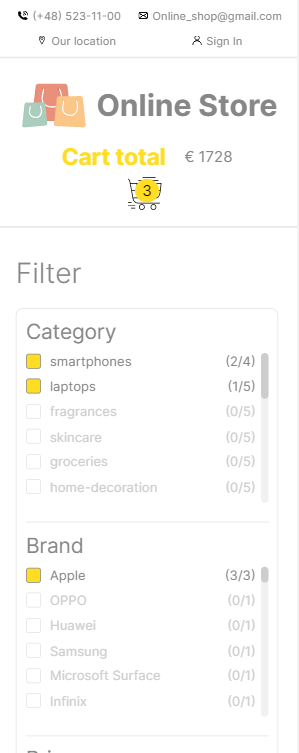 (+48) 523-11-00 Online_shop@gmail.com
Our location Sign In
Online Store
Cart total € 1728
3
Filter
Category
smartphones (2/4)
laptops (1/5)
fragrances (0/5)
skincare (0/5)
groceries (0/5)
home-decoration (0/5)
Brand
Apple (3/3)
OPPO (0/1)
Huawei (0/1)
Samsung (0/1)
Microsoft Surface (0/1)
Infinix (0/1)